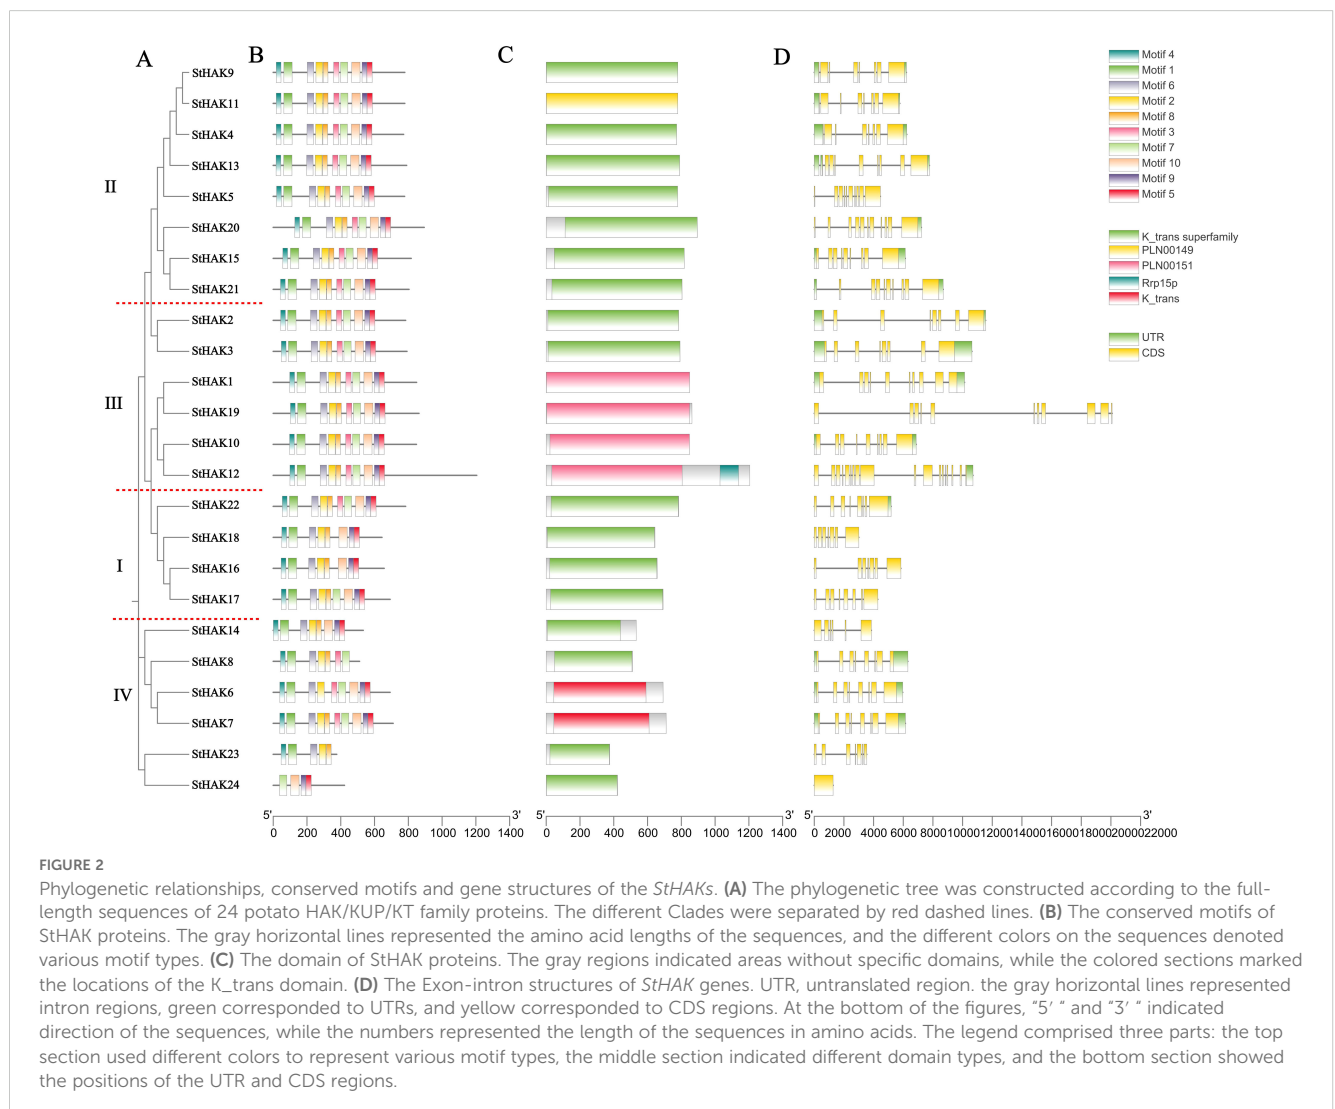 A
B
C
D
StHAK9
StHAK11
StHAK4
StHAK13
StHAK5
StHAK20
StHAK15
StHAK21
StHAK2
StHAK3
StHAK1
StHAK19
StHAK10
StHAK12
StHAK22
StHAK18
StHAK16
StHAK17
StHAK14
StHAK8
StHAK6
StHAK7
StHAK23
StHAK24
II
III
I
IV
Motif 4
Motif 1
Motif 6
Motif 2
Motif 8
Motif 3
Motif 7
Motif 10
Motif 9
Motif 5
K_trans superfamily
PLN00149
PLN00151
Rrp15p
K_trans
UTR
CDS
5' 3'
0 200 400 600 800 1000 1200 1400
5' 3'
0 200 400 600 800 1000 1200 1400
5' 3'
0 2000 4000 6000 8000 10000 12000 14000 16000 18000 20000 22000
FIGURE 2
Phylogenetic relationships, conserved motifs and gene structures of the StHAKs. (A) The phylogenetic tree was constructed according to the full-
length sequences of 24 potato HAK/KUP/KT family proteins. The different Clades were separated by red dashed lines. (B) The conserved motifs of
StHAK proteins. The gray horizontal lines represented the amino acid lengths of the sequences, and the different colors on the sequences denoted
various motif types. (C) The domain of StHAK proteins. The gray regions indicated areas without specific domains, while the colored sections marked
the locations of the K_trans domain. (D) The Exon-intron structures of StHAK genes. UTR, untranslated region. the gray horizontal lines represented
intron regions, green corresponded to UTRs, and yellow corresponded to CDS regions. At the bottom of the figures, “5′ “ and “3′ “ indicated
direction of the sequences, while the numbers represented the length of the sequences in amino acids. The legend comprised three parts: the top
section used different colors to represent various motif types, the middle section indicated different domain types, and the bottom section showed
the positions of the UTR and CDS regions.